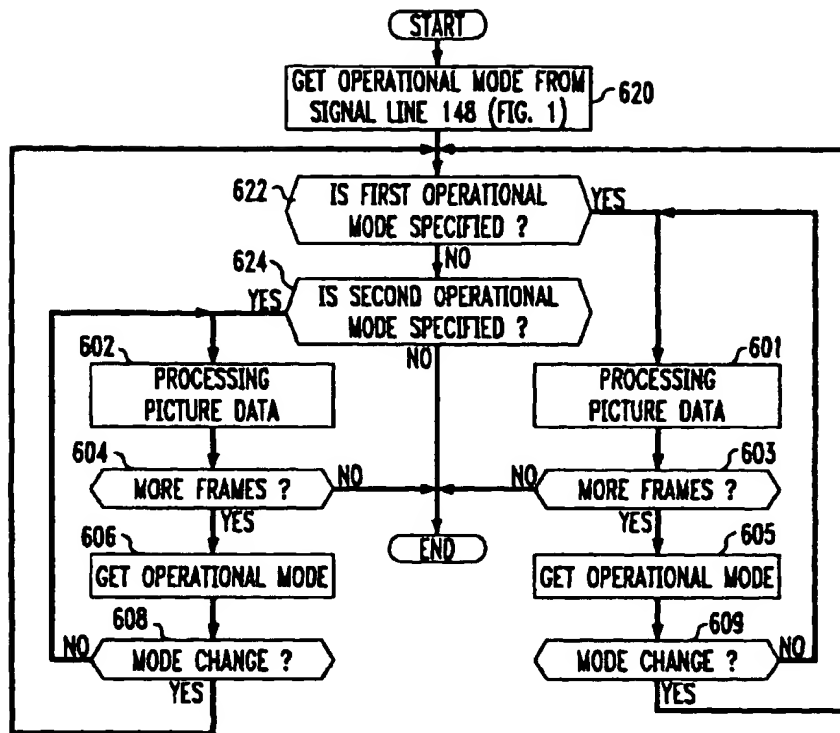 START
GET OPERATIONAL MODE FROM
SIGNAL LINE 148 (FIG. 1)
620
622
IS FIRST OPERATIONAL
MODE SPECIFIED ?
YES
NO
624
YES
IS SECOND OPERATIONAL
MODE SPECIFIED ?
NO
602
PROCESSING
PICTURE DATA
601
PROCESSING
PICTURE DATA
604
MORE FRAMES ?
NO
YES
603
NO
MORE FRAMES ?
YES
END
606
GET OPERATIONAL MODE
605
GET OPERATIONAL MODE
608
NO
MODE CHANGE ?
YES
609
MODE CHANGE ?
NO
YES